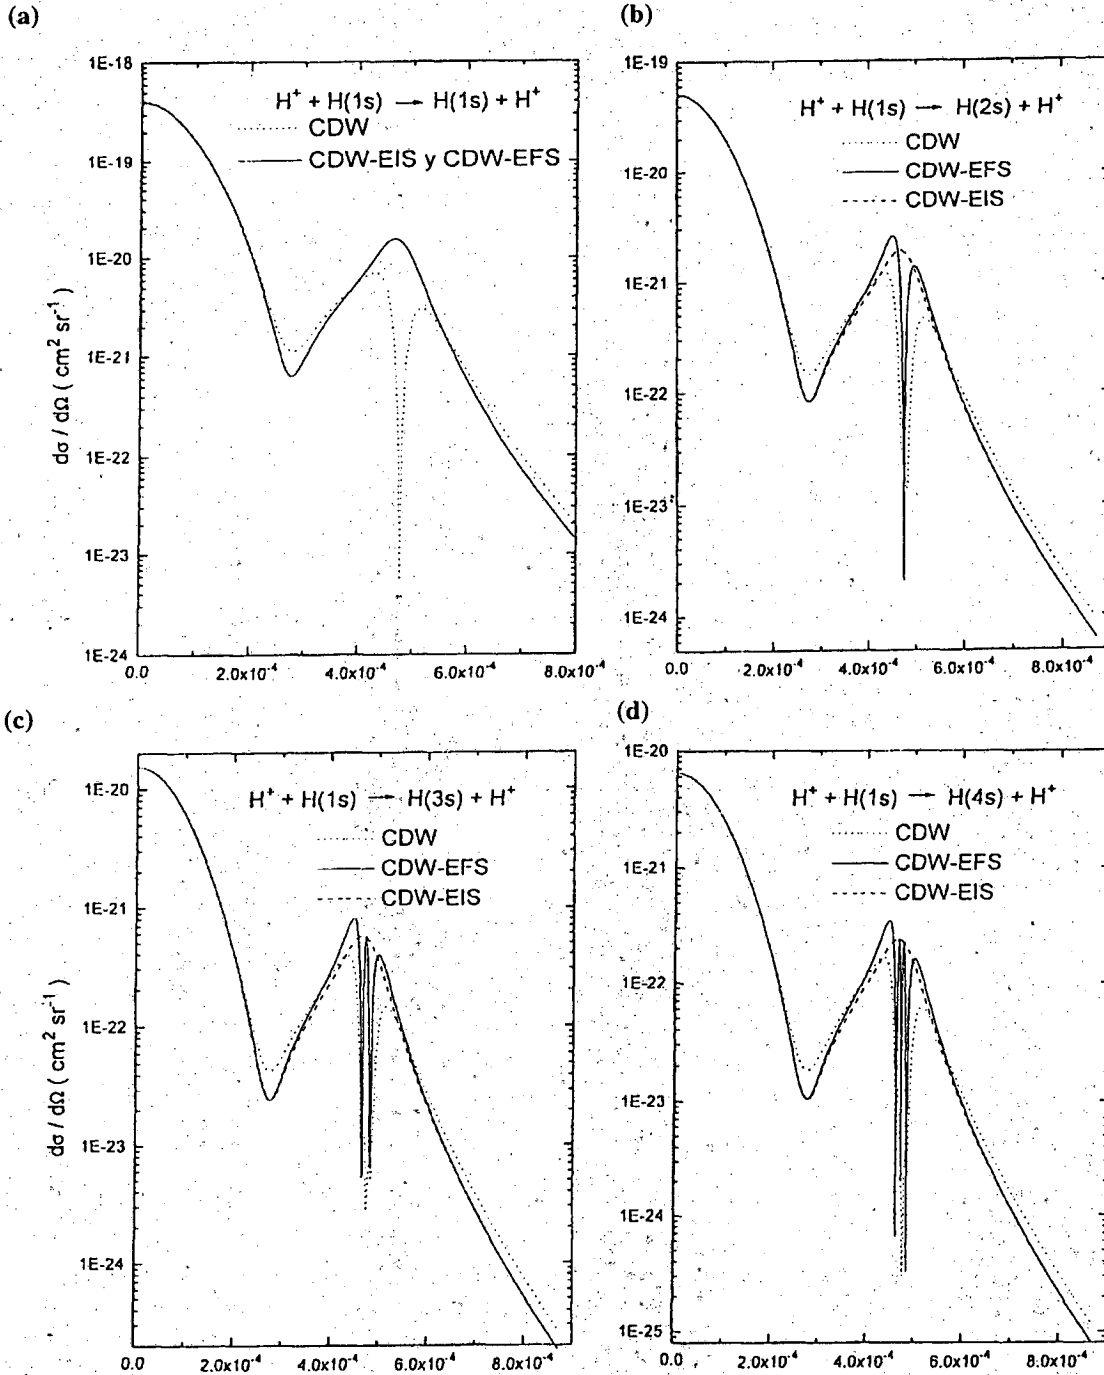 (a)
1E-18
1E-19
1E-20
1E-21
1E-22
1E-23
1E-24
dσ / dΩ ( cm² sr⁻¹ )
H⁺ + H(1s) → H(1s) + H⁺
CDW
CDW-EIS y CDW-EFS
0.0 2.0x10⁻⁴ 4.0x10⁻⁴ 6.0x10⁻⁴ 8.0x10⁻⁴
(b)
1E-19
1E-20
1E-21
1E-22
1E-23
1E-24
H⁺ + H(1s) → H(2s) + H⁺
CDW
CDW-EFS
CDW-EIS
0.0 2.0x10⁻⁴ 4.0x10⁻⁴ 6.0x10⁻⁴ 8.0x10⁻⁴
(c)
1E-20
1E-21
1E-22
1E-23
1E-24
dσ / dΩ ( cm² sr⁻¹ )
H⁺ + H(1s) → H(3s) + H⁺
CDW
CDW-EFS
CDW-EIS
0.0 2.0x10⁻⁴ 4.0x10⁻⁴ 6.0x10⁻⁴ 8.0x10⁻⁴
(d)
1E-20
1E-21
1E-22
1E-23
1E-24
1E-25
H⁺ + H(1s) → H(4s) + H⁺
CDW
CDW-EFS
CDW-EIS
0.0 2.0x10⁻⁴ 4.0x10⁻⁴ 6.0x10⁻⁴ 8.0x10⁻⁴